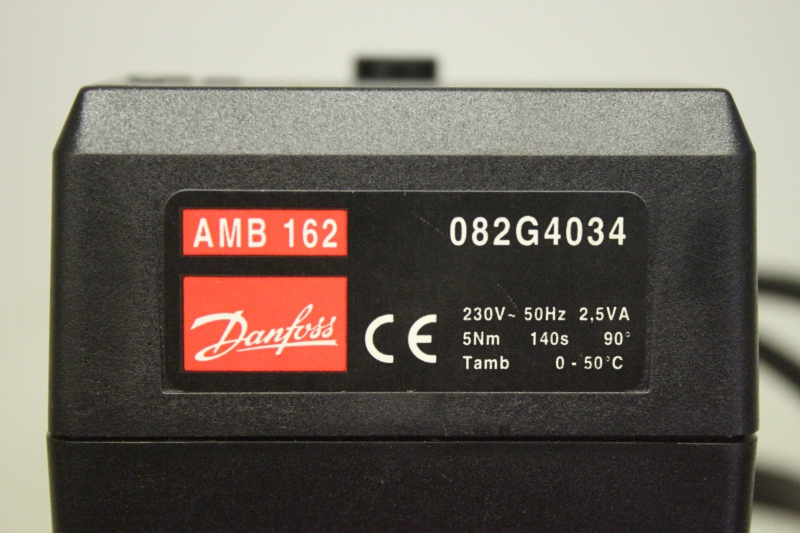 AMB 162
082G4034
Danfoss
CE
230V~ 50Hz 2,5VA
5Nm 140s 90°
Tamb 0 - 50°C